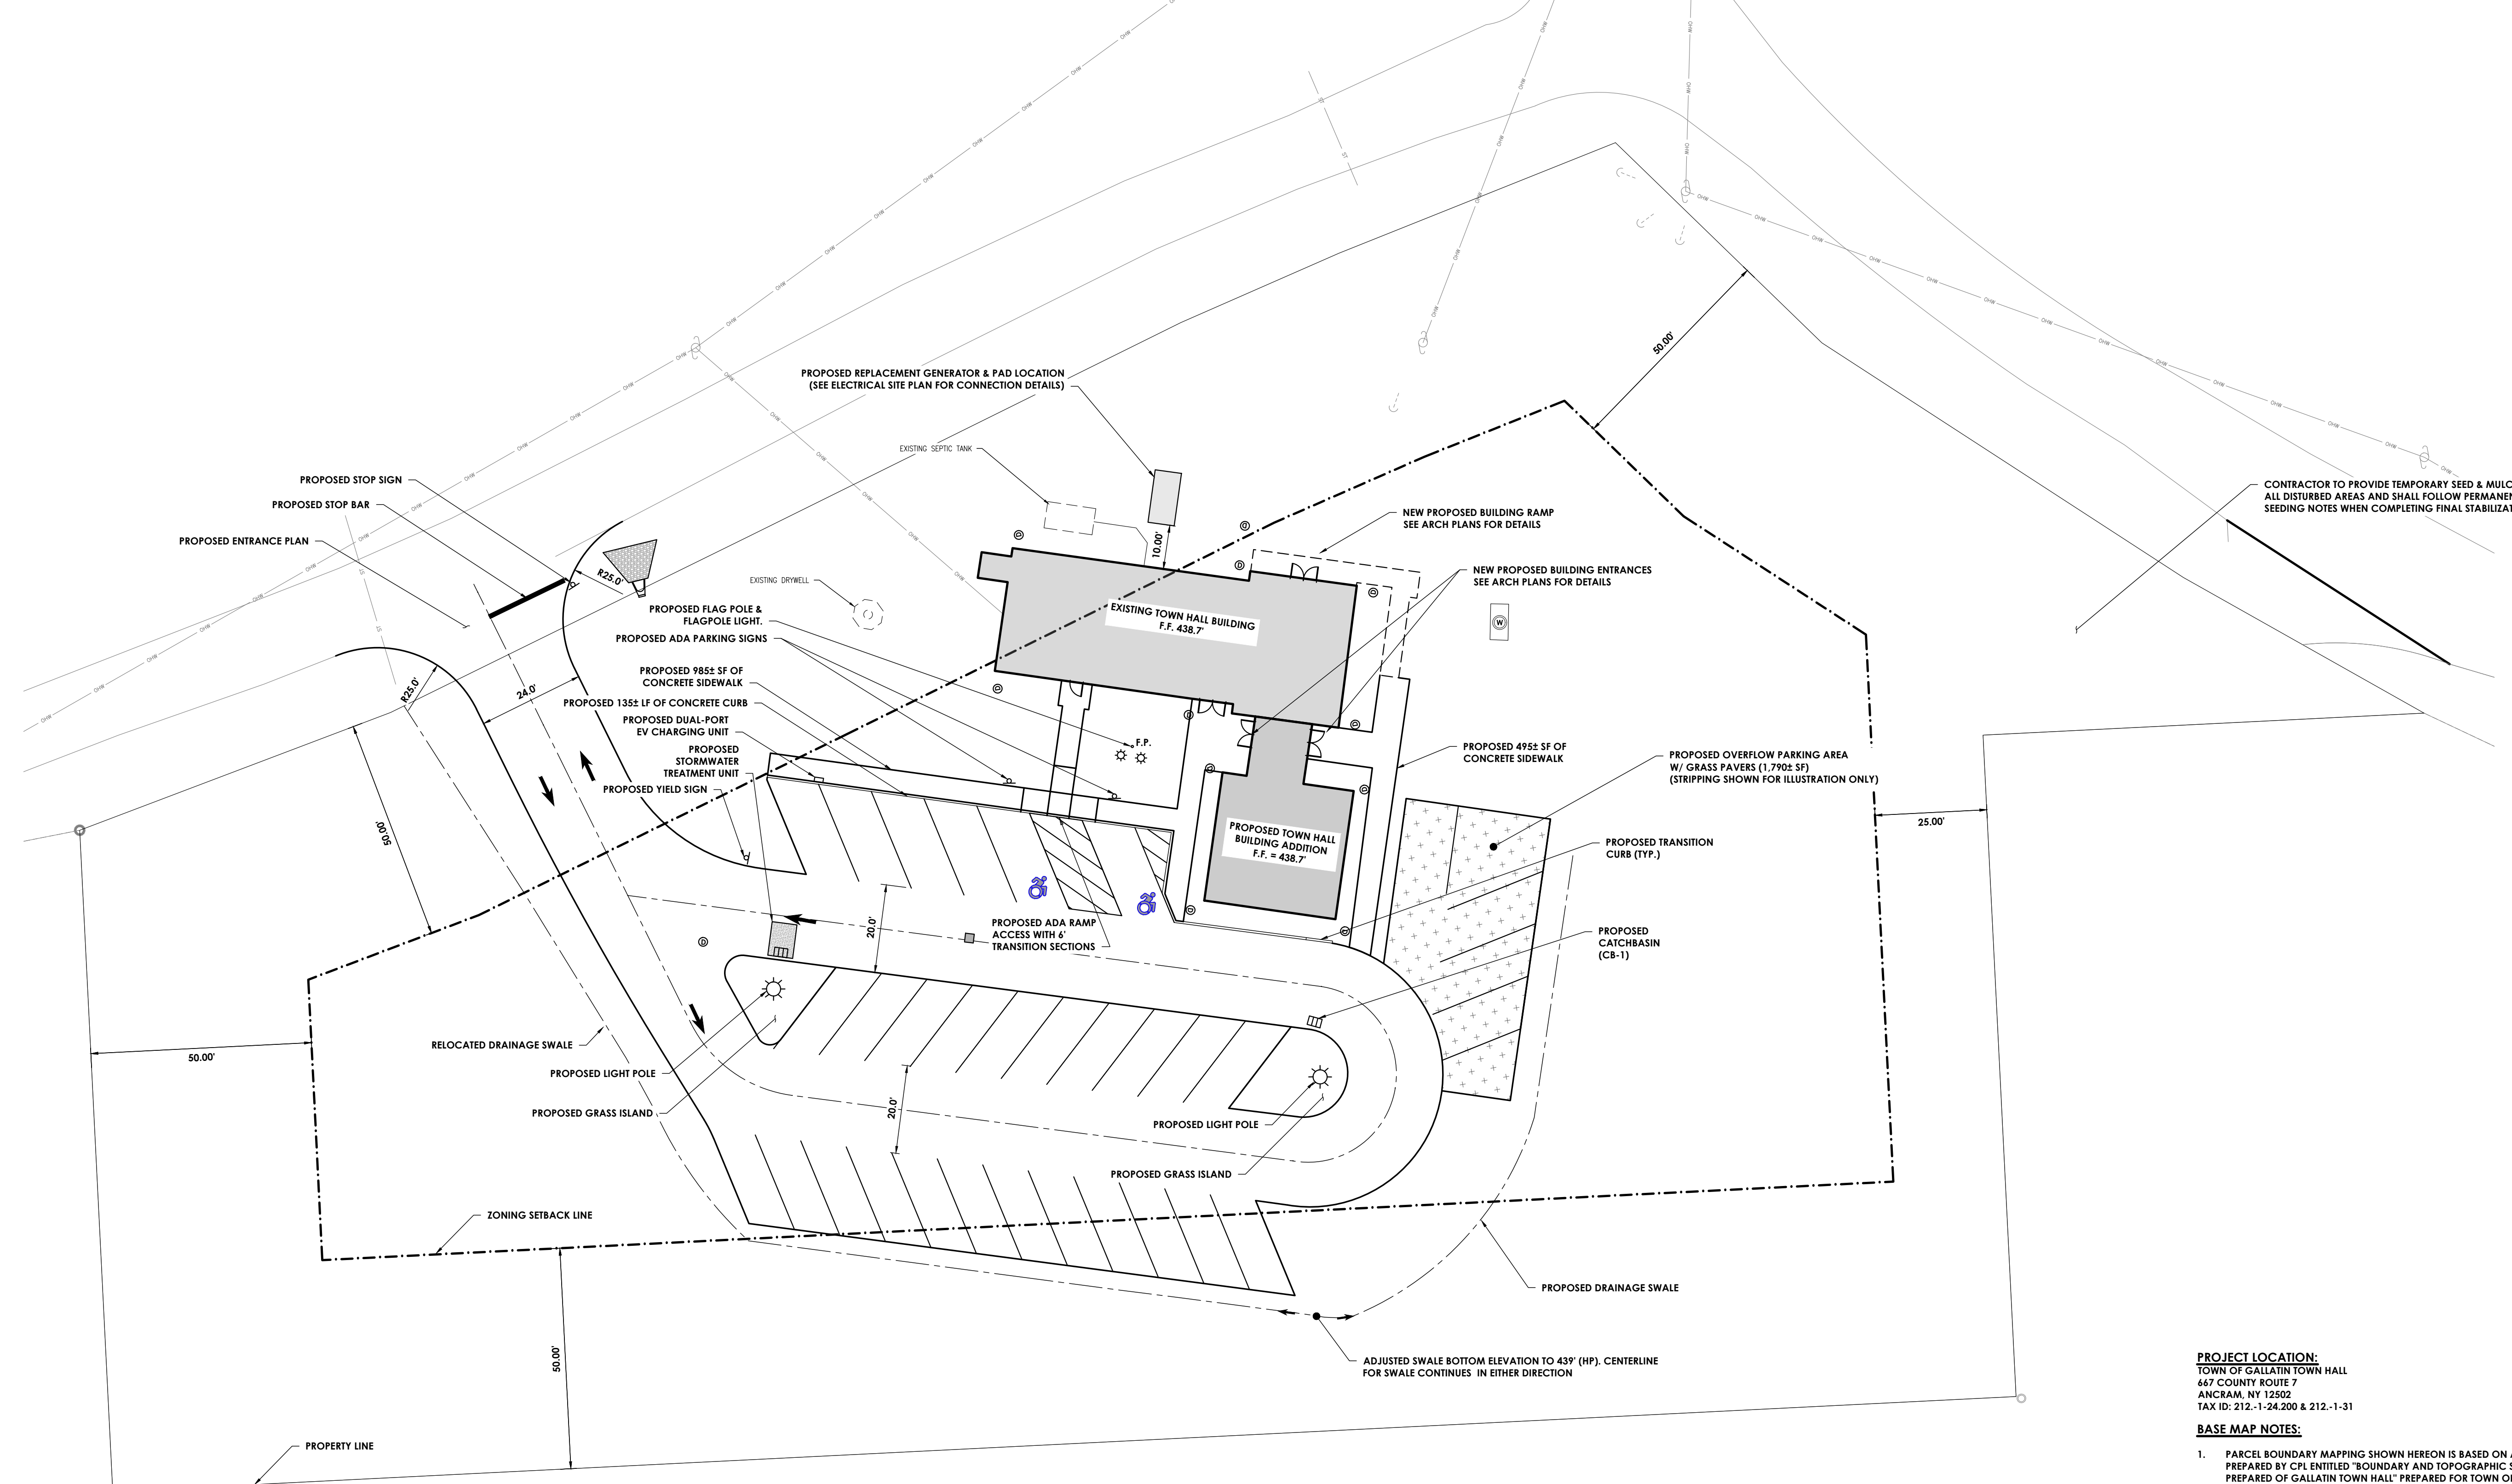 PROPOSED REPLACEMENT GENERATOR & PAD LOCATION
(SEE ELECTRICAL SITE PLAN FOR CONNECTION DETAILS)
EXISTING SEPTIC TANK
50.00'
PROPOSED STOP SIGN
PROPOSED STOP BAR
PROPOSED ENTRANCE PLAN
CONTRACTOR TO PROVIDE TEMPORARY SEED & MULC
ALL DISTURBED AREAS AND SHALL FOLLOW PERMANEN
SEEDING NOTES WHEN COMPLETING FINAL STABILIZAT
NEW PROPOSED BUILDING RAMP
SEE ARCH PLANS FOR DETAILS
10.00'
NEW PROPOSED BUILDING ENTRANCES
SEE ARCH PLANS FOR DETAILS
R25.0'
EXISTING DRYWELL
EXISTING TOWN HALL BUILDING
F.F. 438.7'
W
PROPOSED FLAG POLE &
FLAGPOLE LIGHT.
PROPOSED ADA PARKING SIGNS
PROPOSED 985± SF OF
CONCRETE SIDEWALK
R25.0'
24.0'
PROPOSED 135± LF OF CONCRETE CURB
PROPOSED DUAL-PORT
EV CHARGING UNIT
PROPOSED
STORMWATER
TREATMENT UNIT
PROPOSED YIELD SIGN
F.P.
PROPOSED 495± SF OF
CONCRETE SIDEWALK
PROPOSED OVERFLOW PARKING AREA
W/ GRASS PAVERS (1,790± SF)
(STRIPPING SHOWN FOR ILLUSTRATION ONLY)
25.00'
50.00'
PROPOSED TOWN HALL
BUILDING ADDITION
F.F. = 438.7'
PROPOSED TRANSITION
CURB (TYP.)
20.0'
PROPOSED ADA RAMP
ACCESS WITH 6'
TRANSITION SECTIONS
PROPOSED
CATCHBASIN
(CB-1)
50.00'
RELOCATED DRAINAGE SWALE
PROPOSED LIGHT POLE
PROPOSED GRASS ISLAND
20.0'
PROPOSED LIGHT POLE
PROPOSED GRASS ISLAND
ZONING SETBACK LINE
PROPOSED DRAINAGE SWALE
50.00'
ADJUSTED SWALE BOTTOM ELEVATION TO 439' (HP). CENTERLINE
FOR SWALE CONTINUES IN EITHER DIRECTION
PROPERTY LINE
PROJECT LOCATION:
TOWN OF GALLATIN TOWN HALL
667 COUNTY ROUTE 7
ANCRAM, NY 12502
TAX ID: 212.-1-24.200 & 212.-1-31
BASE MAP NOTES:
1. PARCEL BOUNDARY MAPPING SHOWN HEREON IS BASED ON A
PREPARED BY CPL ENTITLED "BOUNDARY AND TOPOGRAPHIC S
PREPARED OF GALLATIN TOWN HALL" PREPARED FOR TOWN O